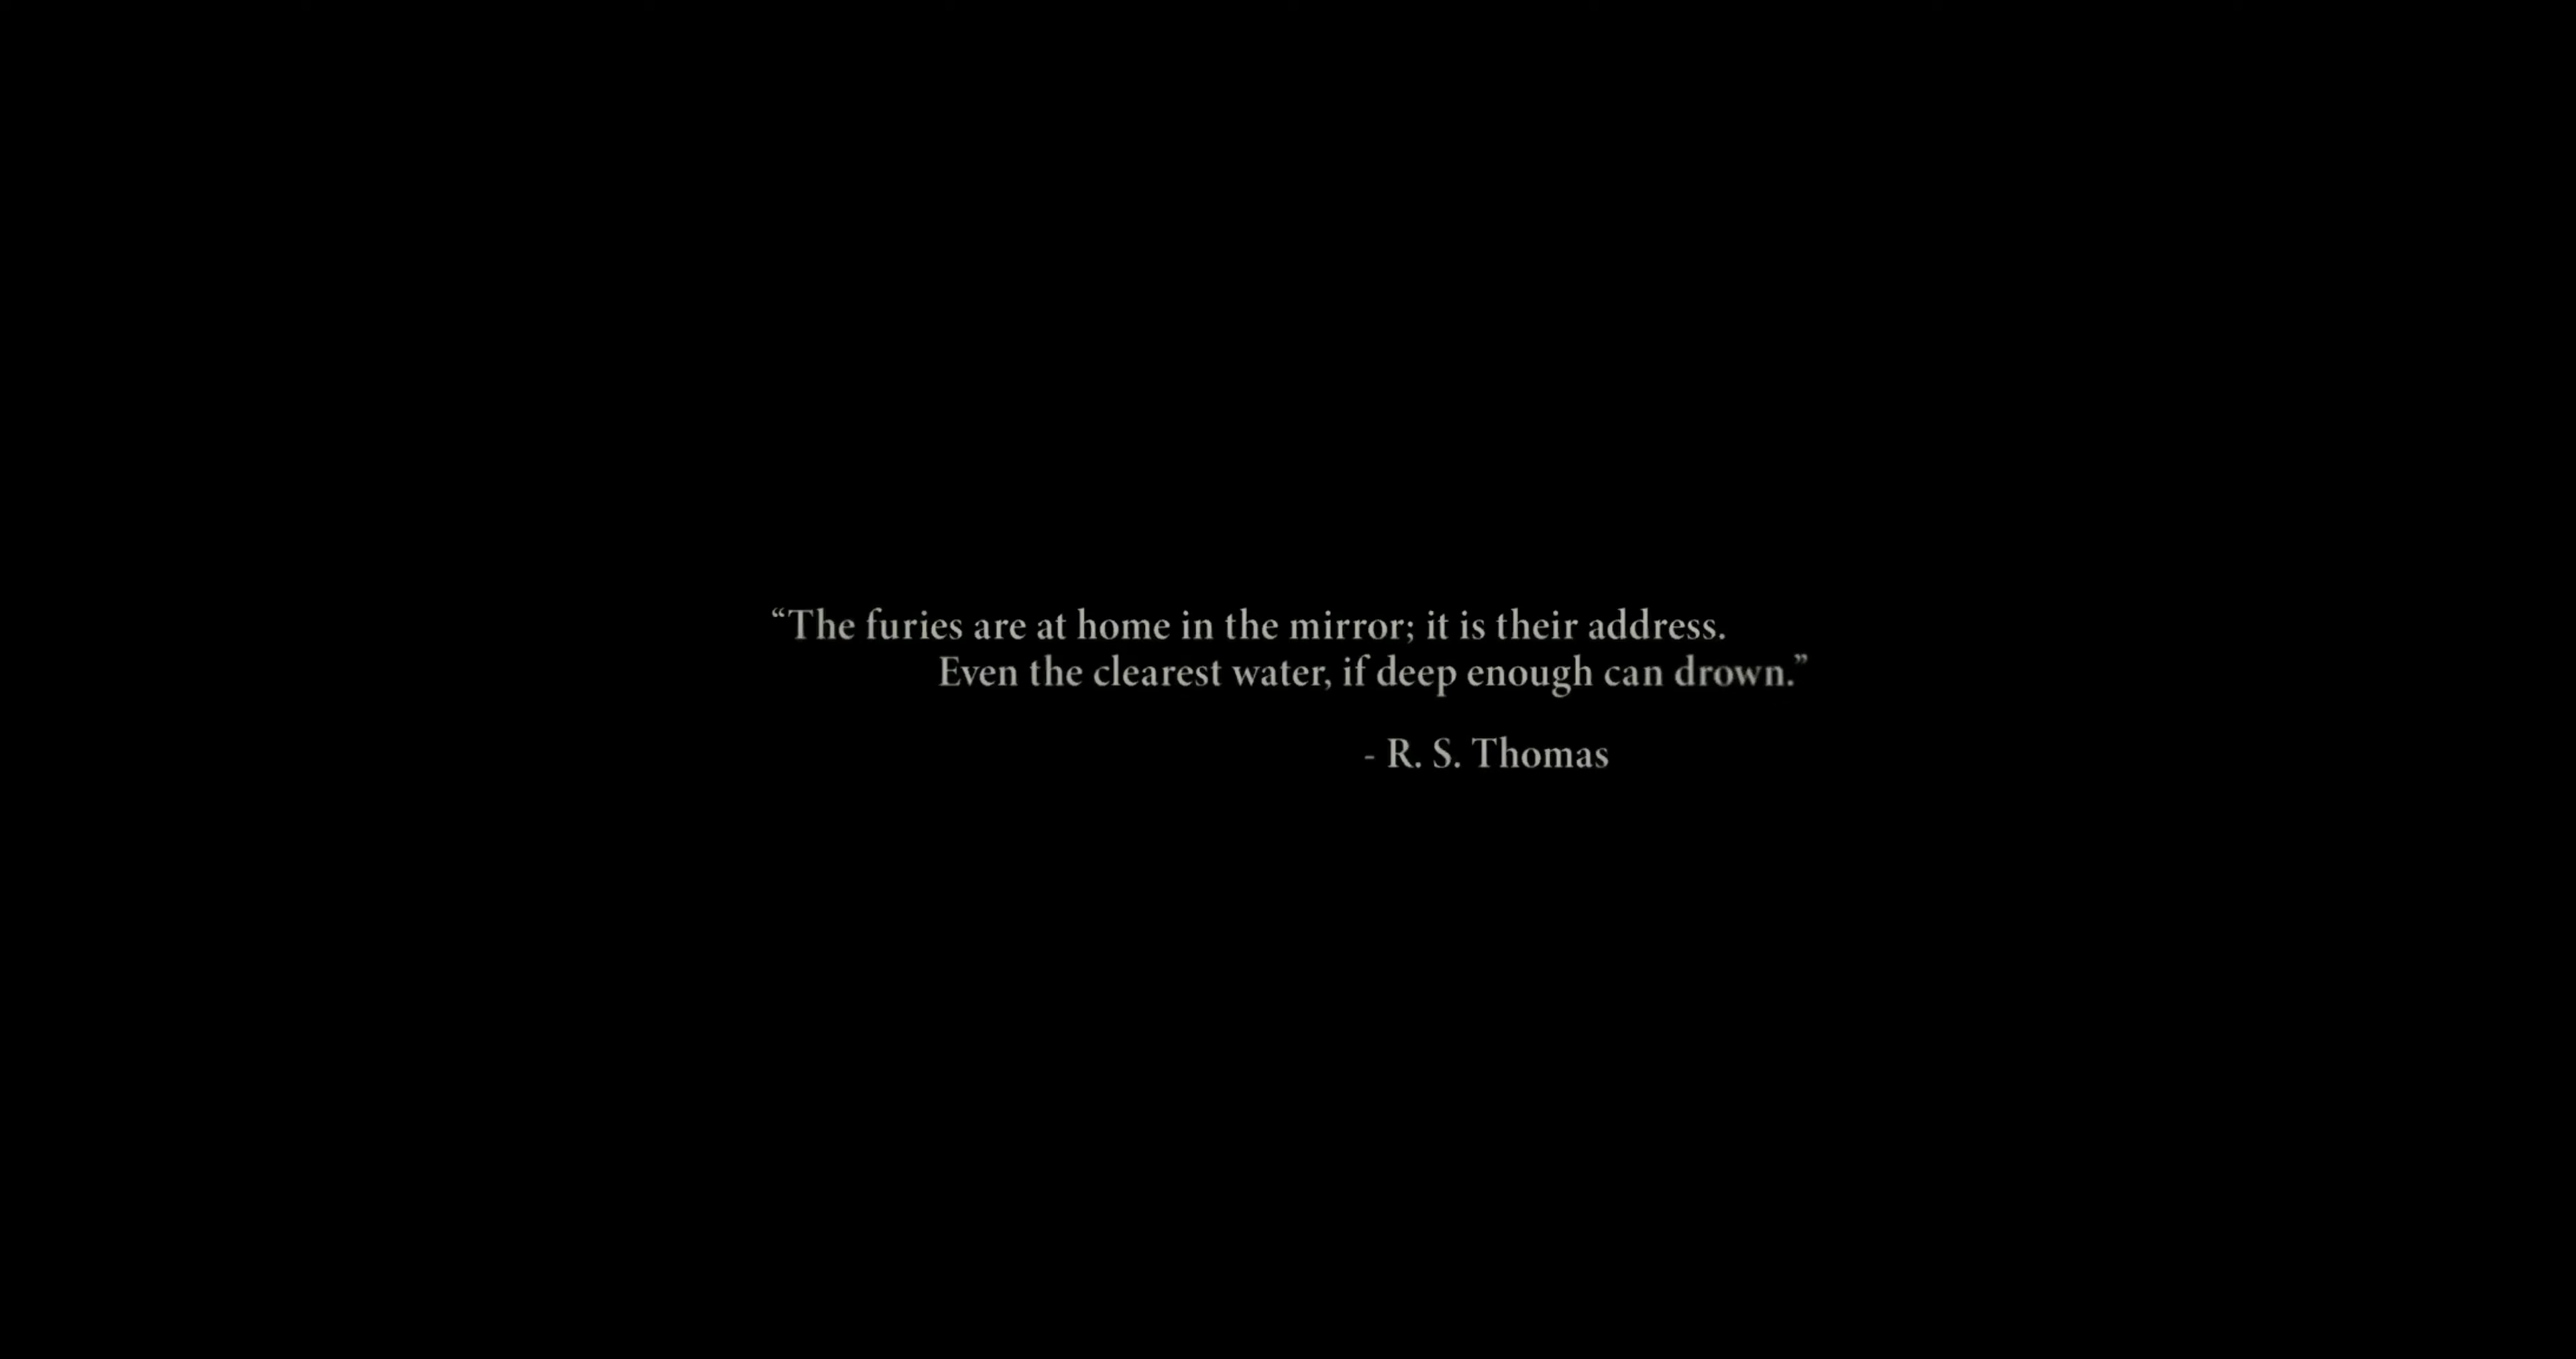 “The furies are at home in the mirror; it is their address.
Even the clearest water, if deep enough can drown.”
- R. S. Thomas